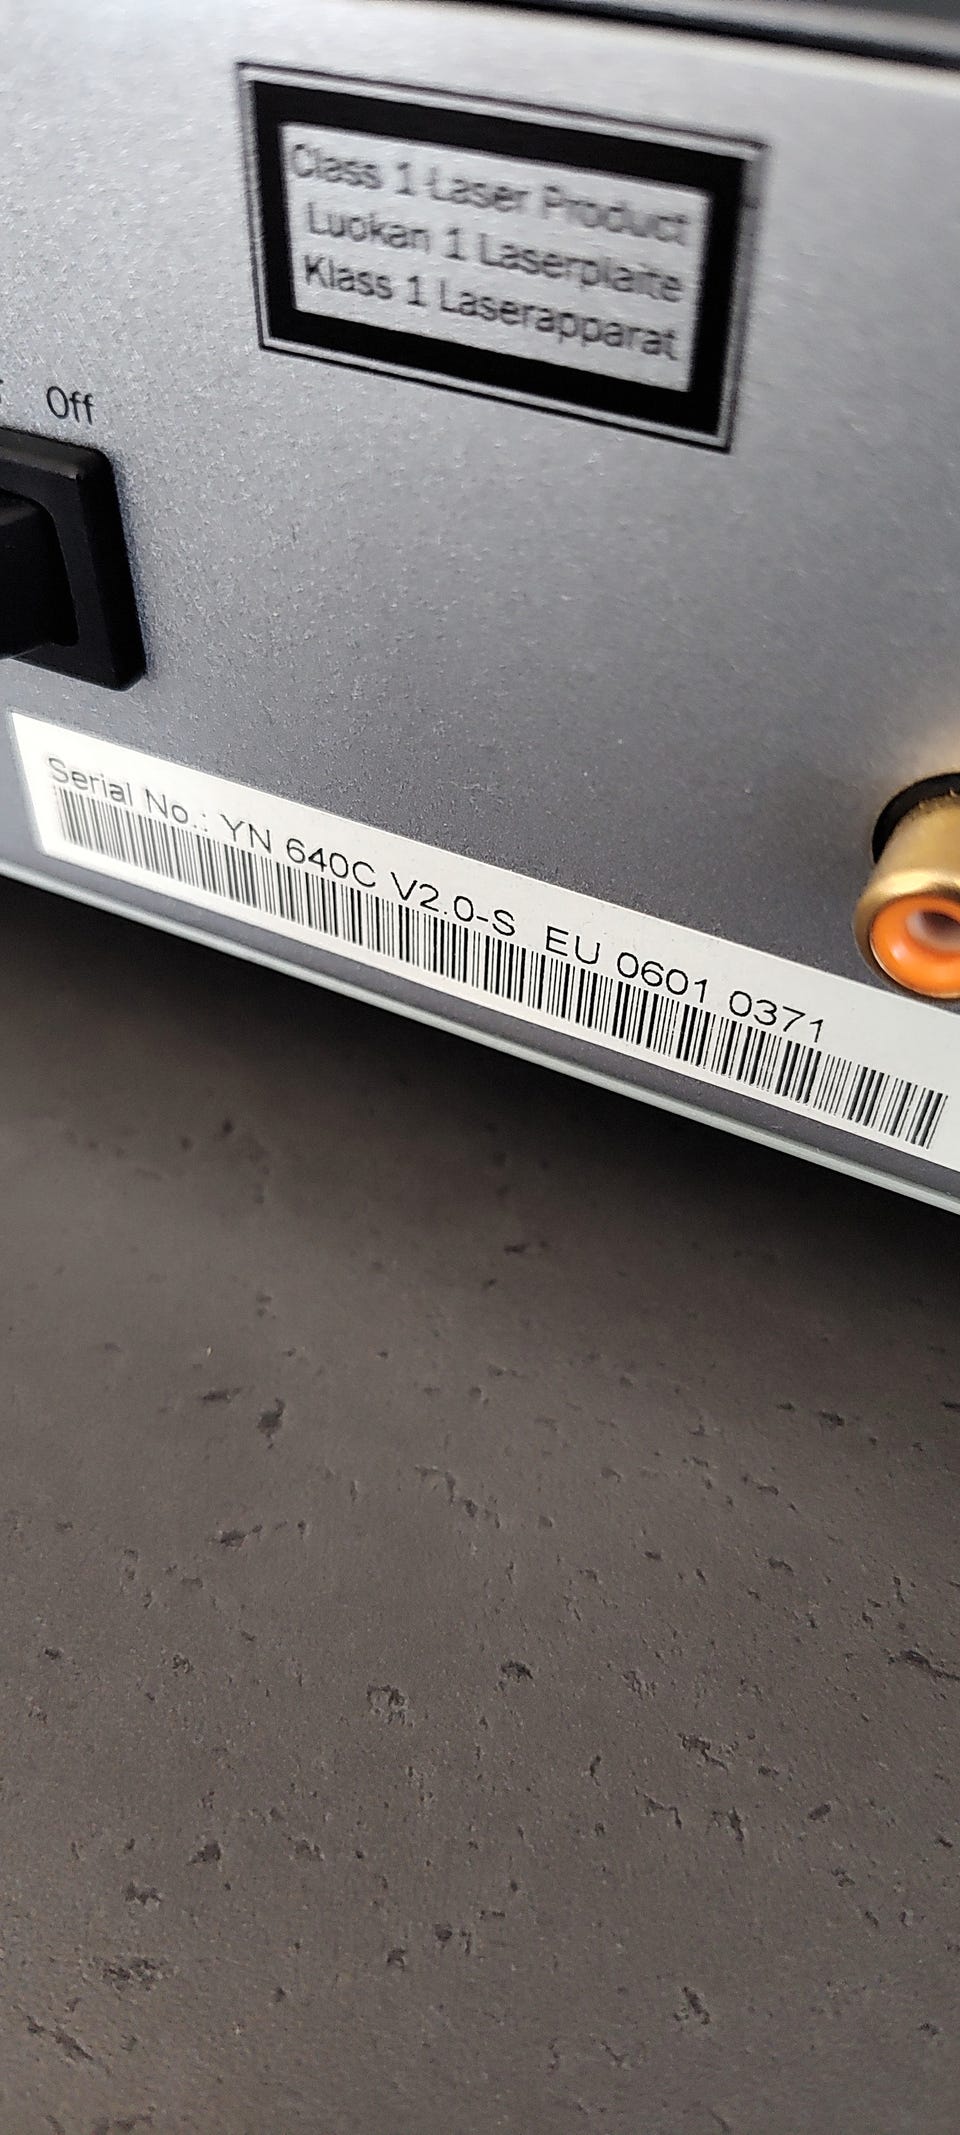 Class 1 Laser Product
Luokan 1 Laserplaite
Klass 1 Laserapparat
Off
Serial No.: YN 640C V2.0-S EU 0601 0371